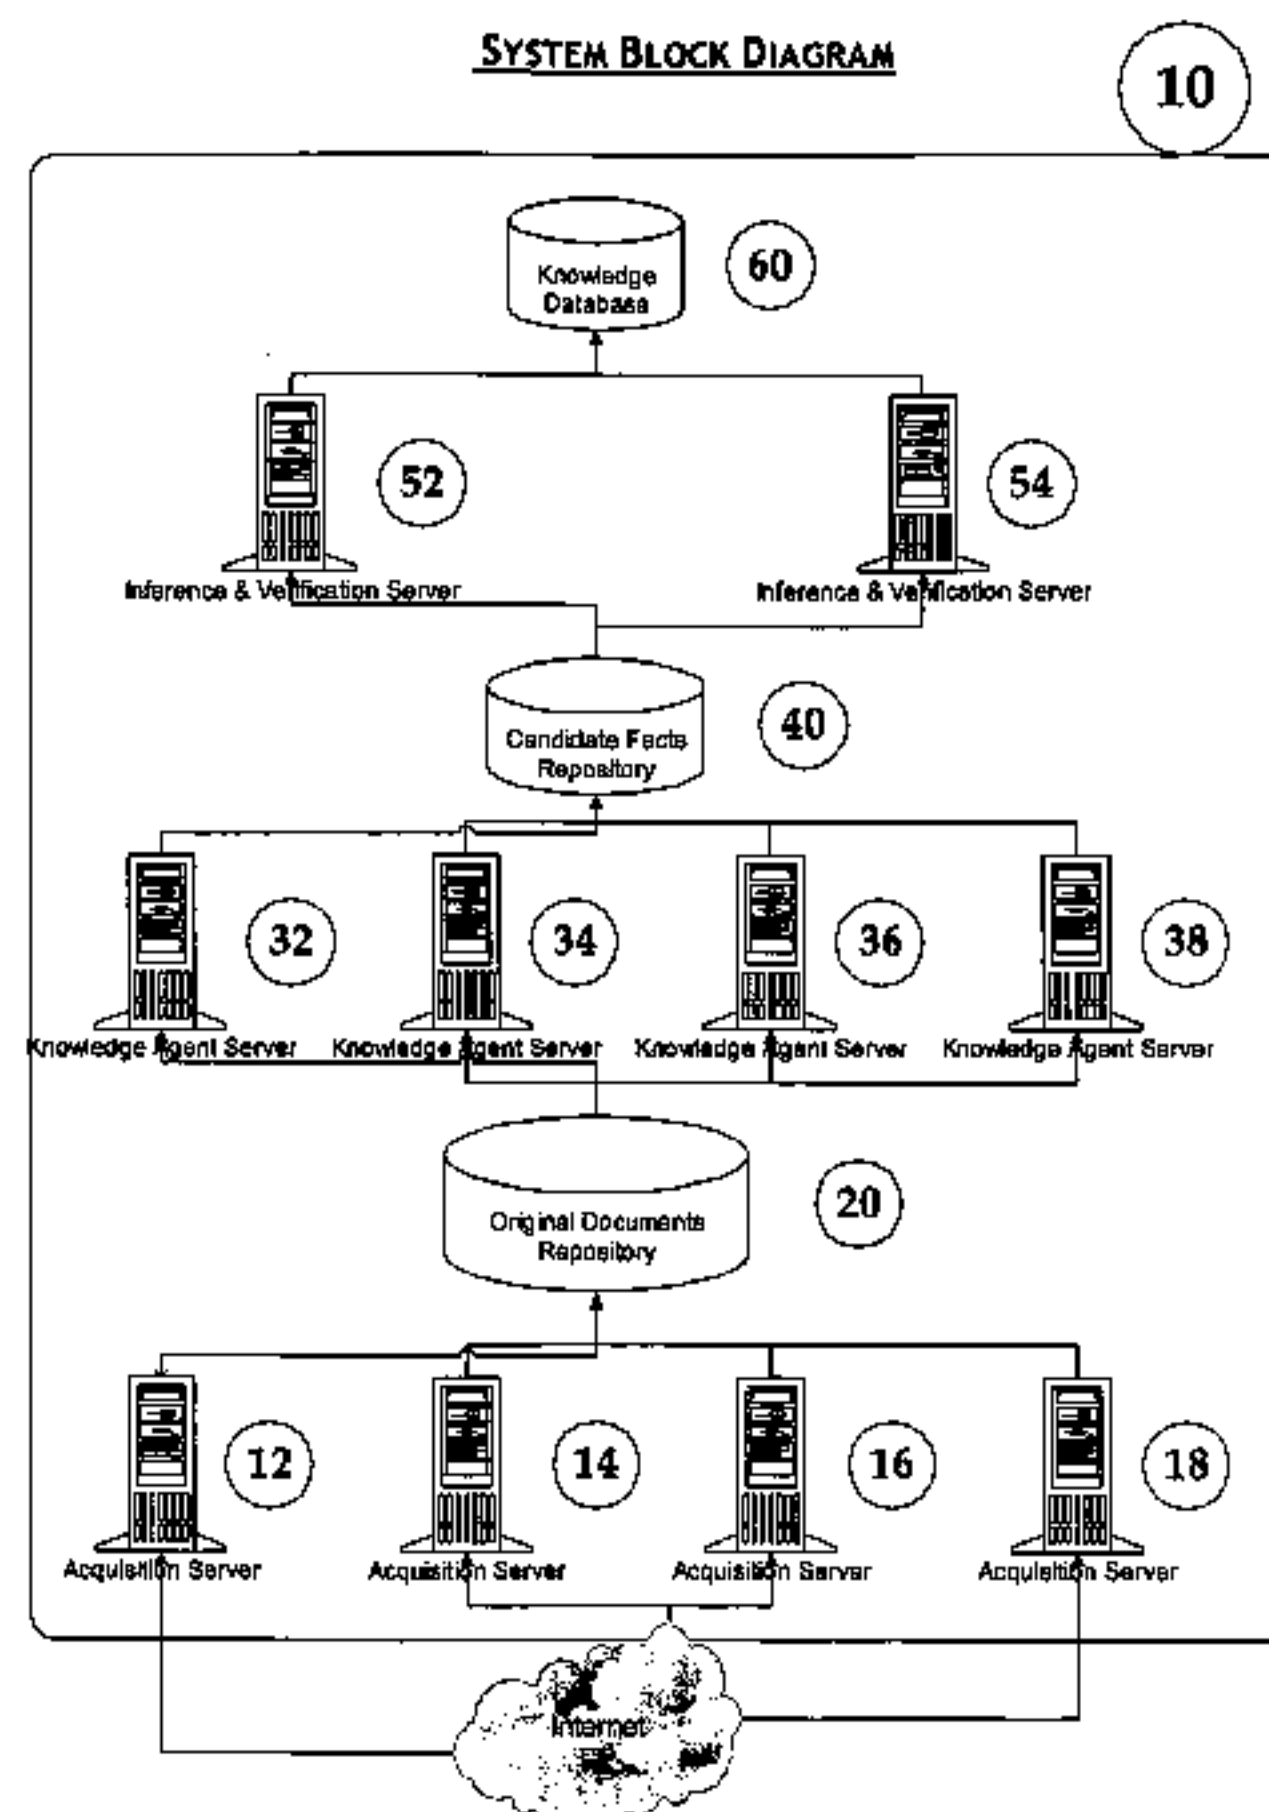 SYSTEM BLOCK DIAGRAM
10
Knowledge
Database
60
52
54
Inference & Verification Server
Inference & Verification Server
Candidate Facts
Repository
40
32
34
36
38
Knowledge Agent Server
Knowledge Agent Server
Knowledge Agent Server
Knowledge Agent Server
Original Documents
Repository
20
12
14
16
18
Acquisition Server
Acquisition Server
Acquisition Server
Acquisition Server
Internet